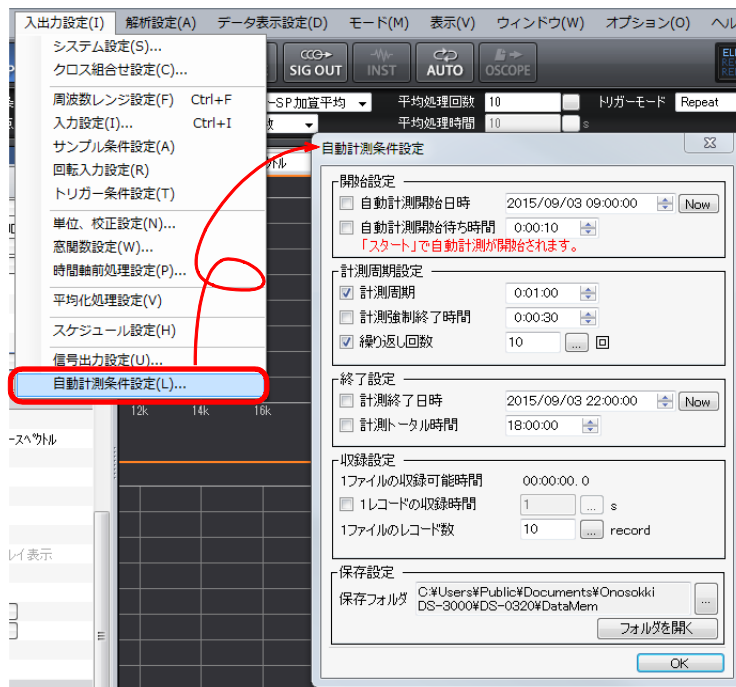 入出力設定(I) 解析設定(A) データ表示設定(D) モード(M) 表示(V) ウィンドウ(W) オプション(O)
システム設定(S)...
クロス組合せ設定(C)...
周波数レンジ設定(F) Ctrl+F
入力設定(I)... Ctrl+I
サンプル条件設定(A)
回転入力設定(R)
トリガー条件設定(T)
単位、校正設定(N)...
窓関数設定(W)...
時間軸前処理設定(P)...
平均化処理設定(V)
スケジュール設定(H)
信号出力設定(U)...
自動計測条件設定(L)...
SIG OUT INST AUTO OSCOPE
-SP加算平均 平均処理回数 10 トリガーモード Repeat
平均処理時間 10 s
12k 14k 16k
レイ表示
自動計測条件設定
開始設定
自動計測開始日時 2015/09/03 09:00:00 Now
自動計測開始待ち時間 0:00:10
「スタート」で自動計測が開始されます。
計測周期設定
計測周期 0:01:00
計測強制終了時間 0:00:30
繰り返し回数 10 ... 回
終了設定
計測終了日時 2015/09/03 22:00:00 Now
計測トータル時間 18:00:00
収録設定
1ファイルの収録可能時間 00:00:00. 0
1レコードの収録時間 1 ... s
1ファイルのレコード数 10 ... record
保存設定
保存フォルダ C:¥Users¥Public¥Documents¥Onosokki
DS-3000¥DS-0320¥DataMem ...
フォルダを開く
OK